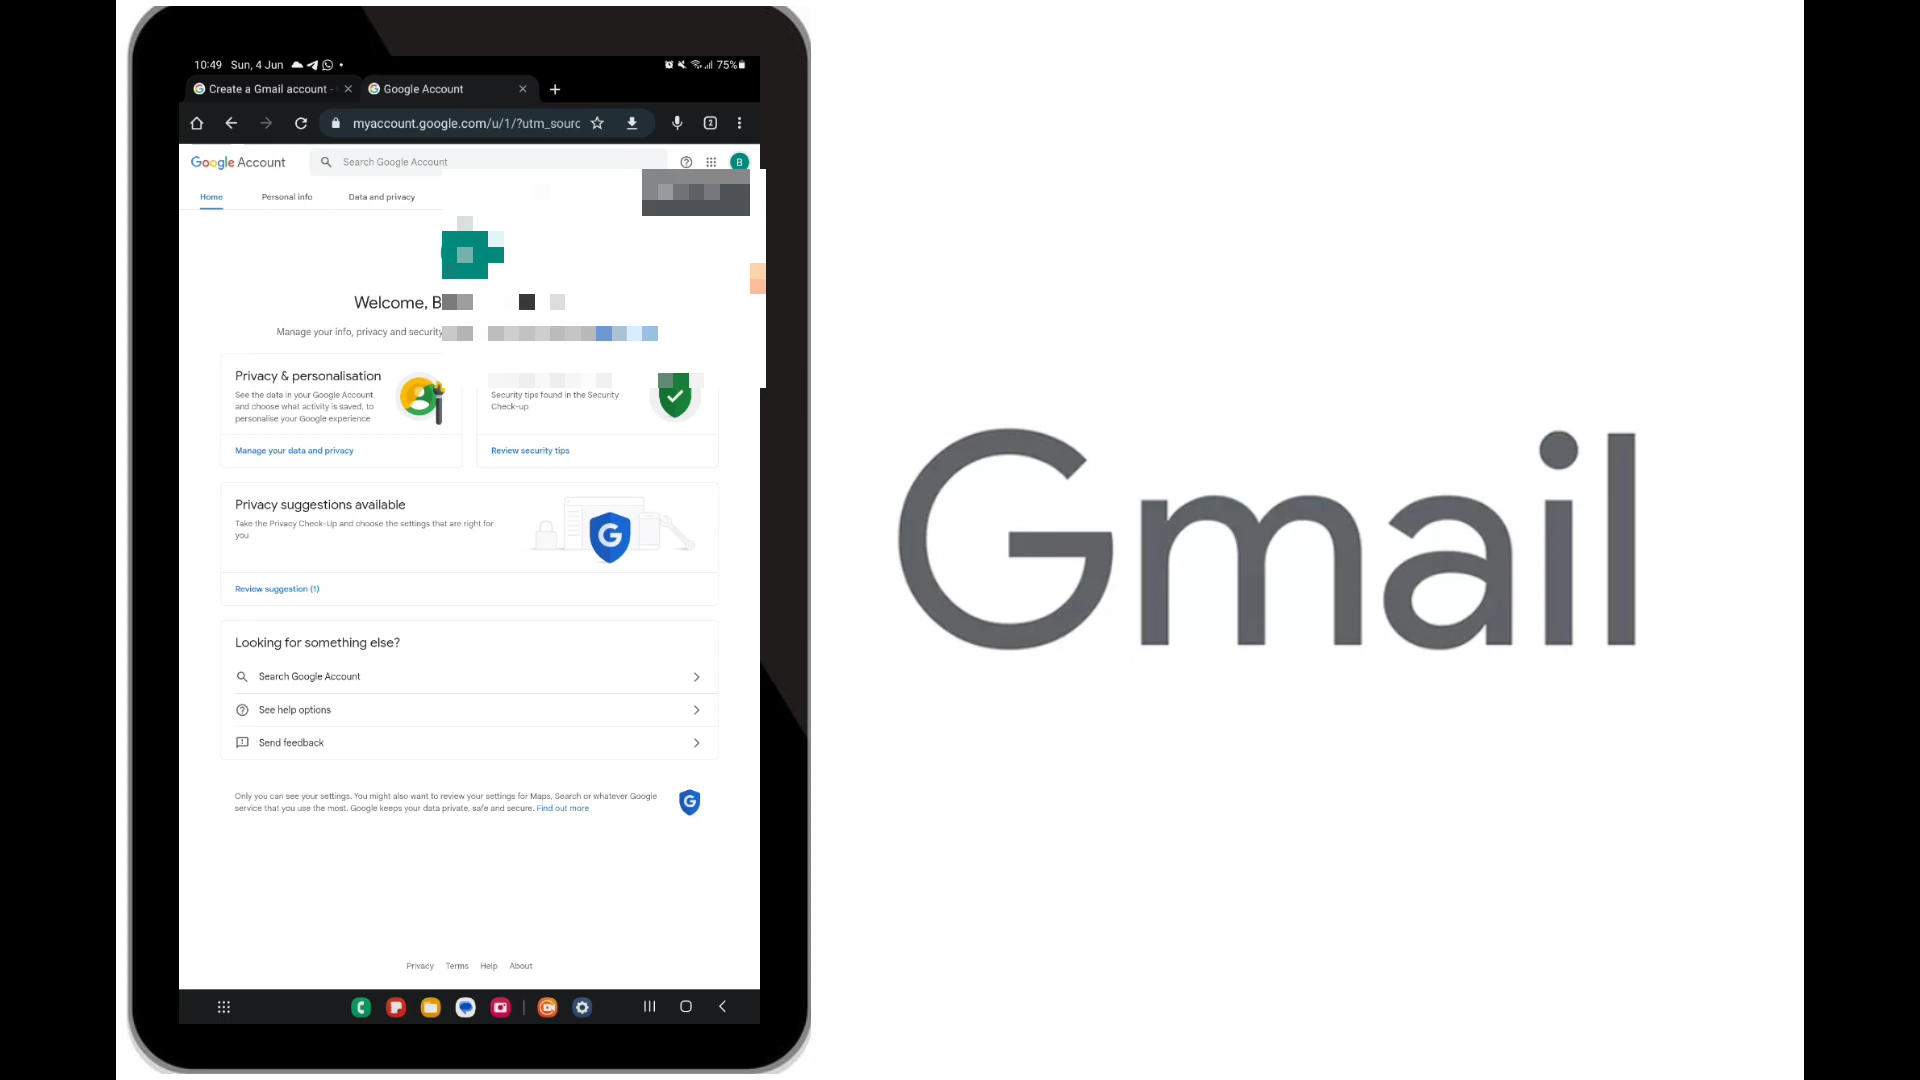 10:49 Sun, 4 Jun
75%
Create a Gmail account -
Google Account
myaccount.google.com/u/1/?utm_sourc
2
Google Account
Search Google Account
B
Home
Personal info
Data and privacy
Welcome, B
Manage your info, privacy and security
Privacy & personalisation
See the data in your Google Account
and choose what activity is saved, to
personalise your Google experience
Manage your data and privacy
Security tips found in the Security
Check-up
Review security tips
Privacy suggestions available
Take the Privacy Check-Up and choose the settings that are right for
you
G
Review suggestion (1)
Looking for something else?
Search Google Account
See help options
Send feedback
Only you can see your settings. You might also want to review your settings for Maps, Search or whatever Google
service that you use the most. Google keeps your data private, safe and secure. Find out more
G
Privacy Terms Help About
Gmail